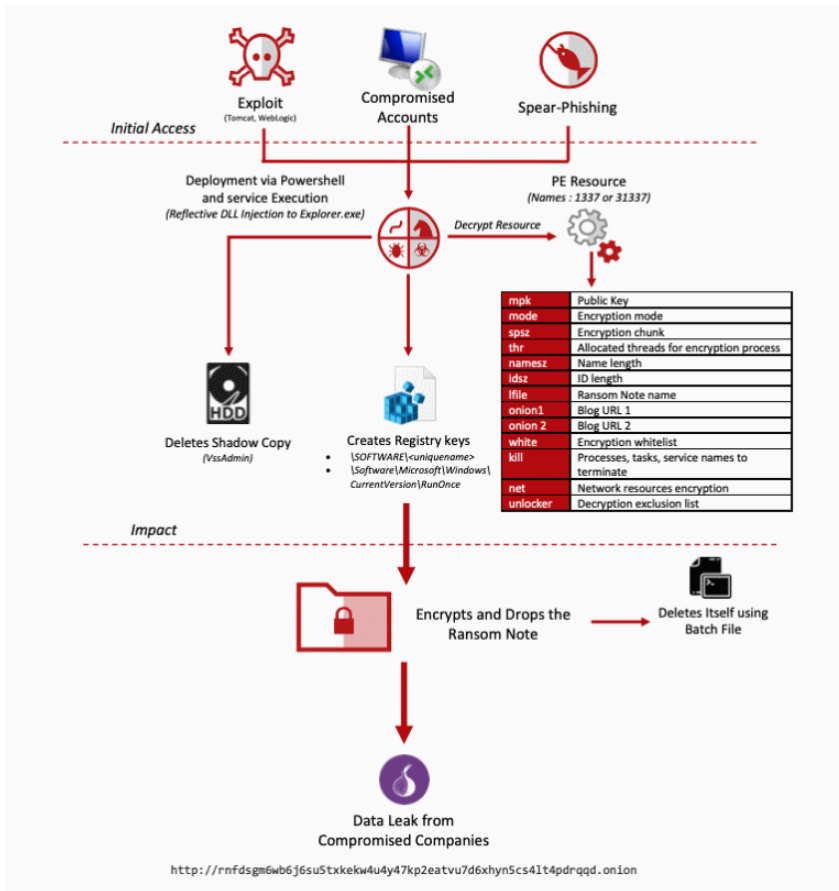 Exploit
(Tomcat, WebLogic)
Compromised
Accounts
Spear-Phishing
Initial Access
Deployment via Powershell
and service Execution
(Reflective DLL Injection to Explorer.exe)
PE Resource
(Names : 1337 or 31337)
Decrypt Resource
mpk Public Key
mode Encryption mode
spsz Encryption chunk
thr Allocated threads for encryption process
namesz Name length
idsz ID length
lfile Ransom Note name
onion1 Blog URL 1
onion 2 Blog URL 2
white Encryption whitelist
kill Processes, tasks, service names to
terminate
net Network resources encryption
unlocker Decryption exclusion list
HDD
Deletes Shadow Copy
(VssAdmin)
Creates Registry keys
• \SOFTWARE\<uniquename>
• \Software\Microsoft\Windows\
CurrentVersion\RunOnce
Impact
Encrypts and Drops the
Ransom Note
Deletes Itself using
Batch File
Data Leak from
Compromised Companies
http://rnfdsgm6wb6j6su5txkekw4u4y47kp2eatvu7d6xhyn5cs4lt4pdrqqd.onion